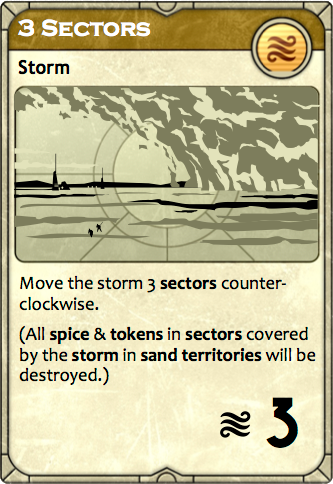 3 SECTORS
Storm
Move the storm 3 sectors counter-
clockwise.
(All spice & tokens in sectors covered
by the storm in sand territories will be
destroyed.)
3